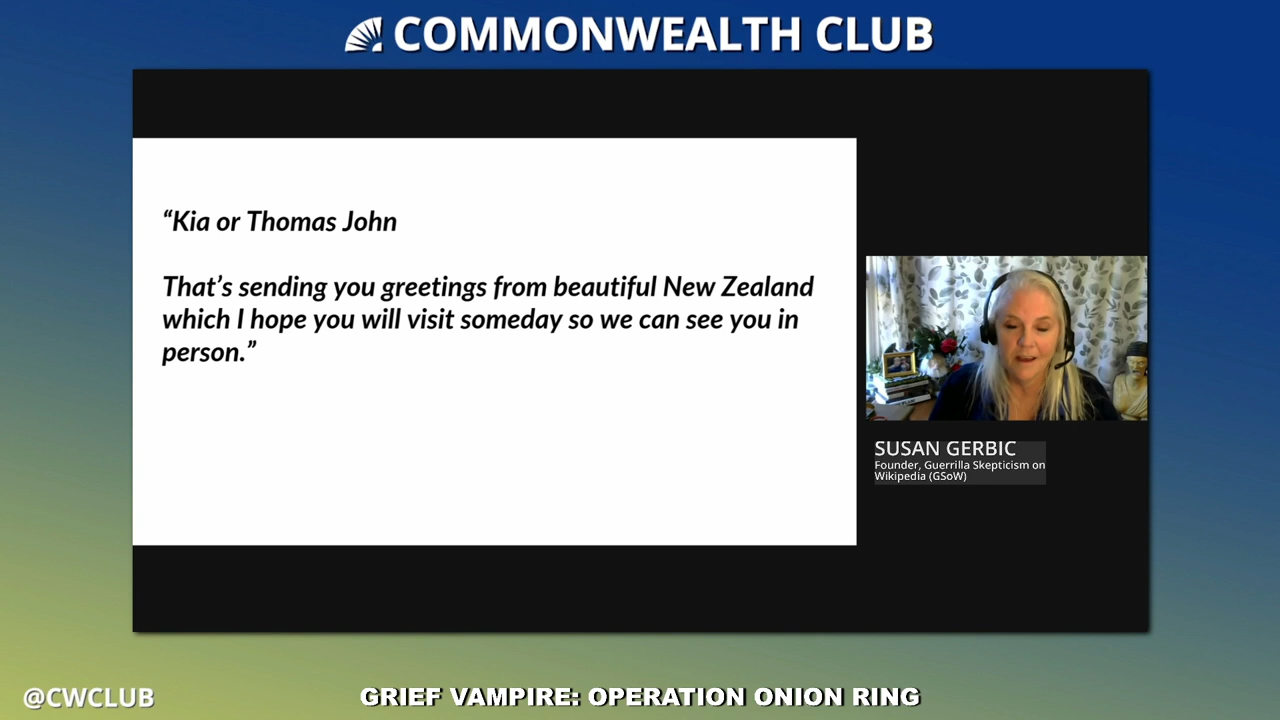 COMMONWEALTH CLUB
“Kia or Thomas John
That’s sending you greetings from beautiful New Zealand
which I hope you will visit someday so we can see you in
person.”
SUSAN GERBIC
Founder, Guerrilla Skepticism on
Wikipedia (GSoW)
@CWCLUB
GRIEF VAMPIRE: OPERATION ONION RING